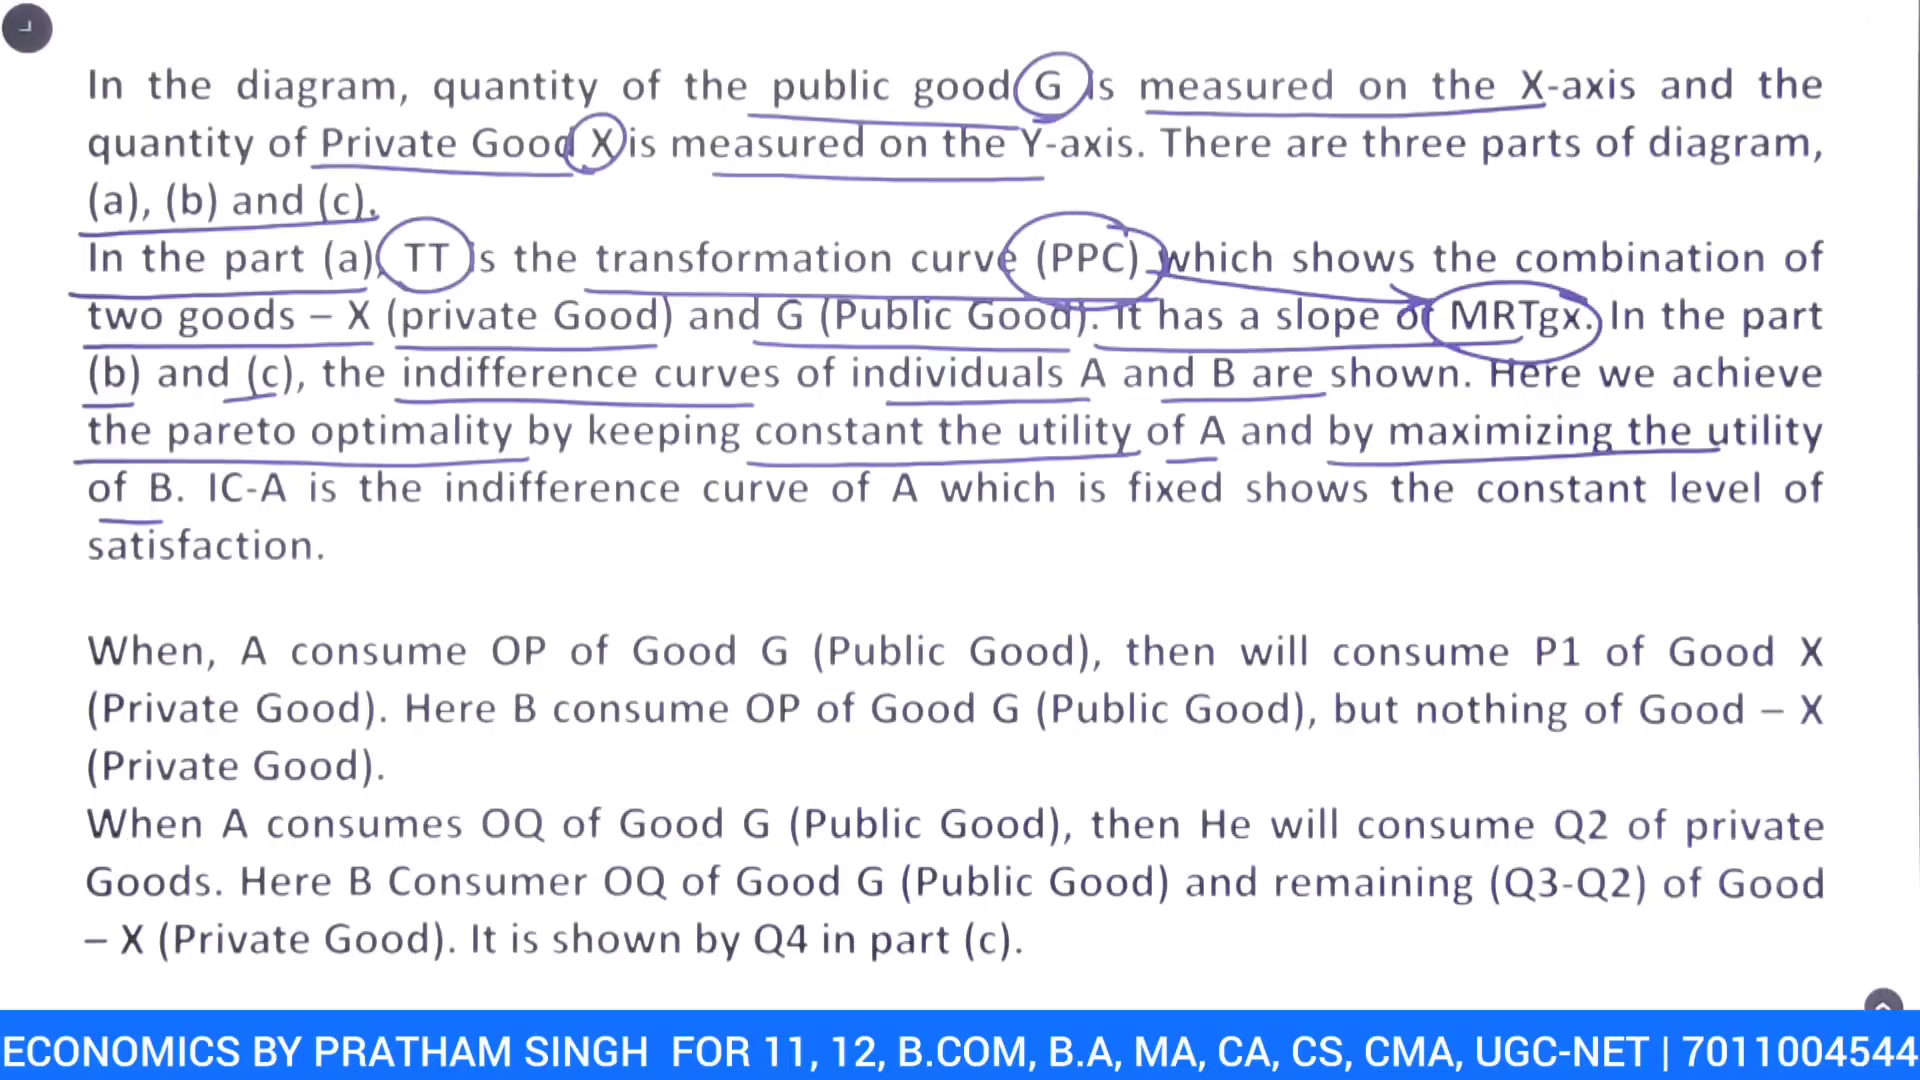 In the diagram, quantity of the public good G is measured on the X-axis and the
quantity of Private Good X is measured on the Y-axis. There are three parts of diagram,
(a), (b) and (c).
In the part (a), TT is the transformation curve (PPC) which shows the combination of
two goods – X (private Good) and G (Public Good). It has a slope of MRTgx. In the part
(b) and (c), the indifference curves of individuals A and B are shown. Here we achieve
the pareto optimality by keeping constant the utility of A and by maximizing the utility
of B. IC-A is the indifference curve of A which is fixed shows the constant level of
satisfaction.
When, A consume OP of Good G (Public Good), then will consume P1 of Good X
(Private Good). Here B consume OP of Good G (Public Good), but nothing of Good – X
(Private Good).
When A consumes OQ of Good G (Public Good), then He will consume Q2 of private
Goods. Here B Consumer OQ of Good G (Public Good) and remaining (Q3-Q2) of Good
– X (Private Good). It is shown by Q4 in part (c).
ECONOMICS BY PRATHAM SINGH FOR 11, 12, B.COM, B.A, MA, CA, CS, CMA, UGC-NET | 7011004544